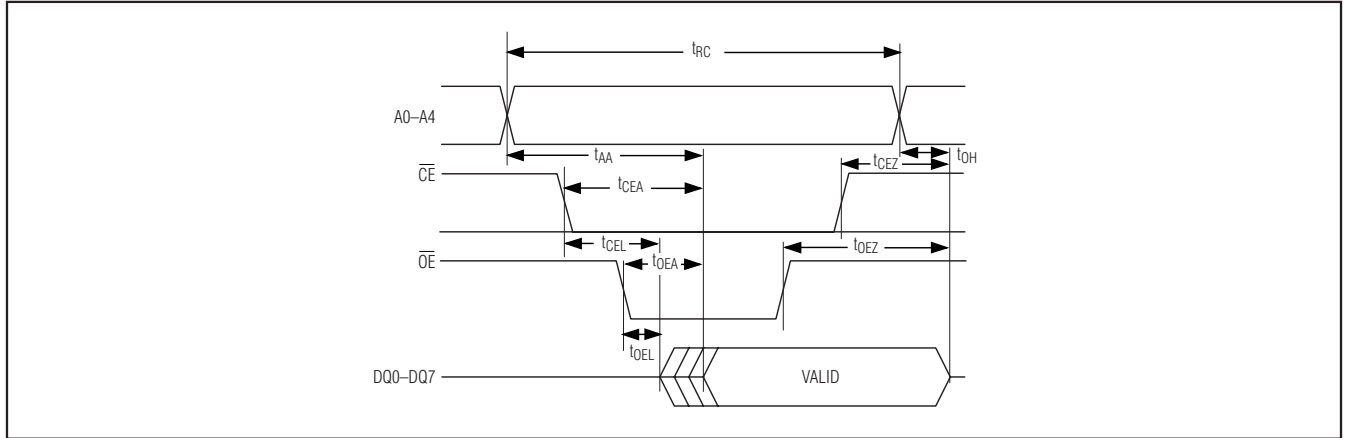 tRC
A0–A4
tAA
tCEZ
tOH
CE
tCEA
tCEL
tOEZ
OE
tOEA
tOEL
DQ0–DQ7
VALID